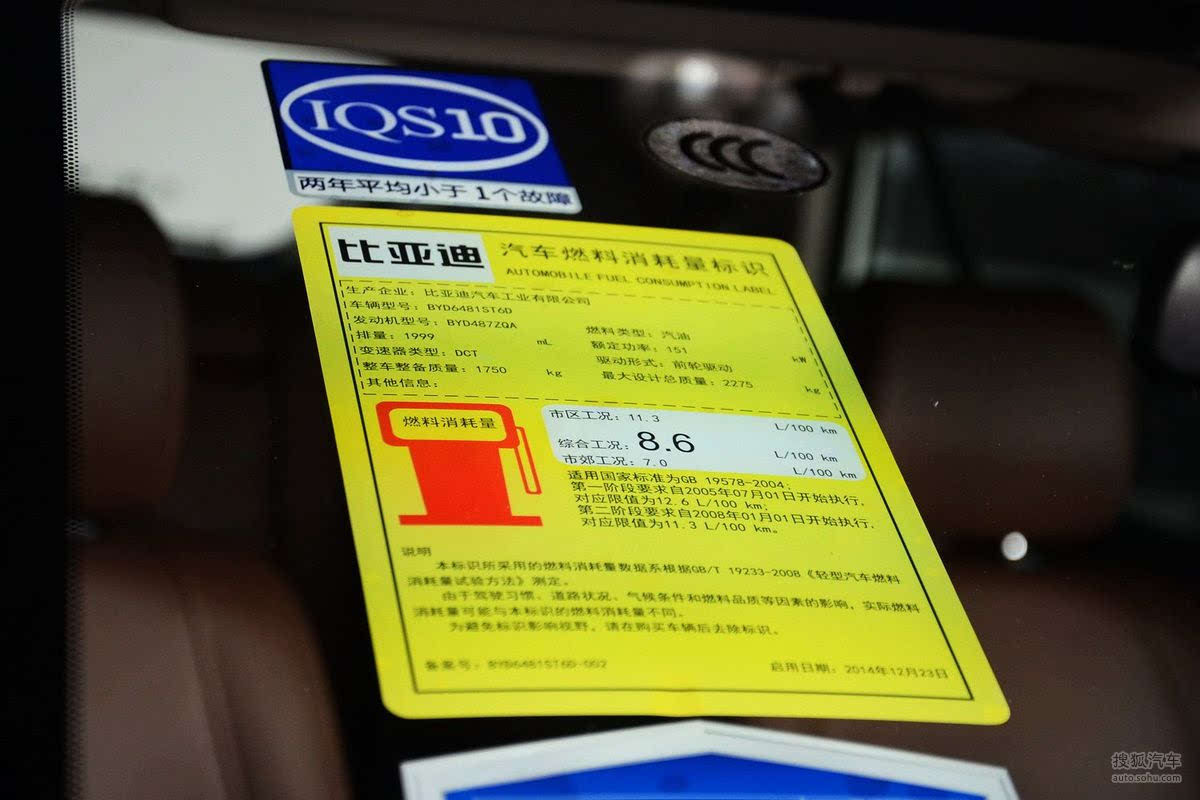 IQS10
两年平均小于1个故障
CCC
比亚迪
汽车燃料消耗量标识
AUTOMOBILE FUEL CONSUMPTION LABEL
生产企业: 比亚迪汽车工业有限公司
车辆型号: BYD6481ST6D
发动机型号: BYD487ZQA
燃料类型: 汽油
排量: 1999 mL
额定功率: 151 kW
变速器类型: DCT
驱动形式: 前轮驱动
整车整备质量: 1750 kg
最大设计总质量: 2275 kg
其他信息:
燃料消耗量
市区工况: 11.3 L/100 km
综合工况: 8.6 L/100 km
市郊工况: 7.0 L/100 km
适用国家标准为GB 19578-2004;
第一阶段要求自2005年07月01日开始执行,
对应限值为12.6 L/100 km;
第二阶段要求自2008年01月01日开始执行,
对应限值为11.3 L/100 km。
说明
本标识所采用的燃料消耗量数据系根据GB/T 19233-2008《轻型汽车燃料
消耗量试验方法》测定。
由于驾驶习惯、道路状况、气候条件和燃料品质等因素的影响, 实际燃料
消耗量可能与本标识的燃料消耗量不同。
为避免标识影响视野, 请在购买车辆后去除标识。
备案号: BYD6481ST6D-002
启用日期: 2014年12月23日
搜狐汽车
auto.sohu.com